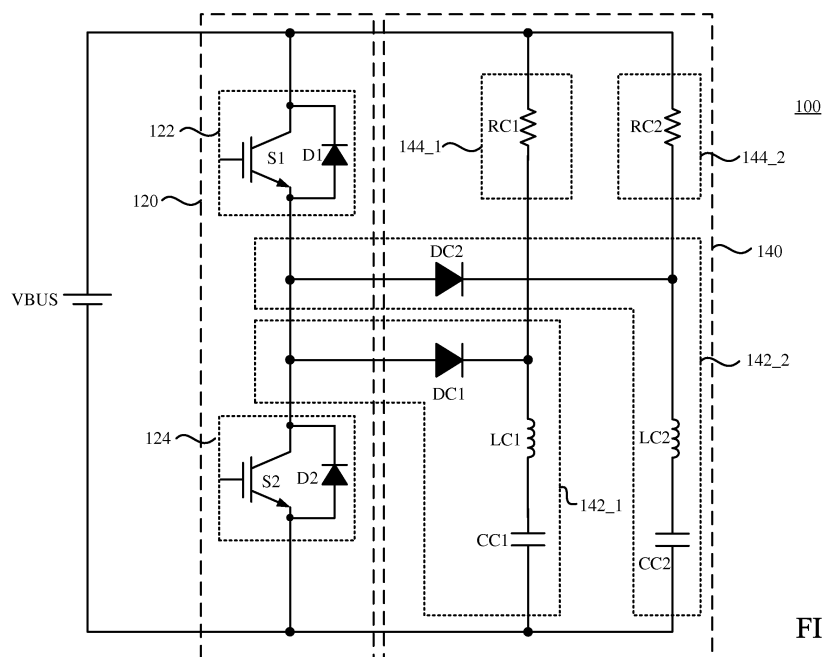 100
122
S1
D1
RC1
RC2
144_1
144_2
120
DC2
140
VBUS
DC1
142_2
124
LC1
LC2
S2
D2
142_1
CC1
CC2
FI